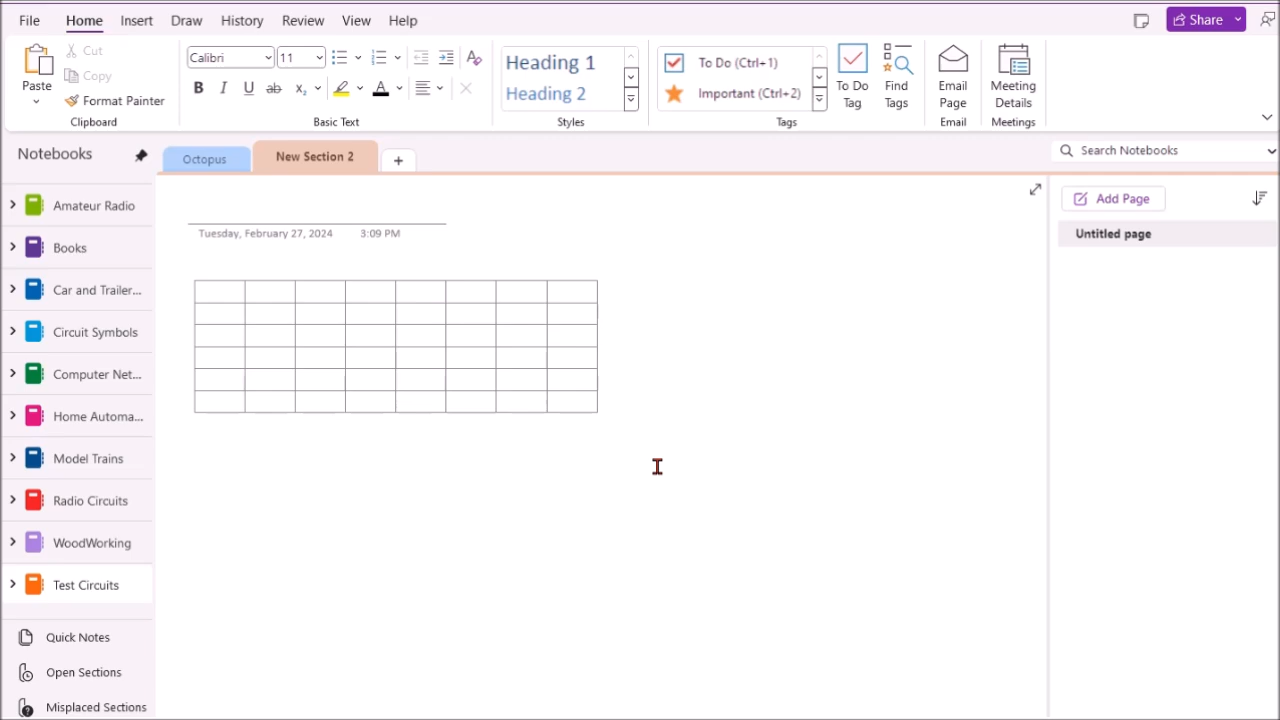 File Home Insert Draw History Review View Help Share
Paste Cut Copy Format Painter Clipboard
Calibri 11 B I U ab x₂ A Basic Text
Heading 1 Heading 2 Styles
To Do (Ctrl+1) Important (Ctrl+2) To Do Tag Find Tags Tags
Email Page Email
Meeting Details Meetings
Notebooks
Octopus New Section 2 +
Search Notebooks
Amateur Radio
Books
Car and Trailer...
Circuit Symbols
Computer Net...
Home Automa...
Model Trains
Radio Circuits
WoodWorking
Test Circuits
Quick Notes
Open Sections
Misplaced Sections
Tuesday, February 27, 2024 3:09 PM
Add Page
Untitled page